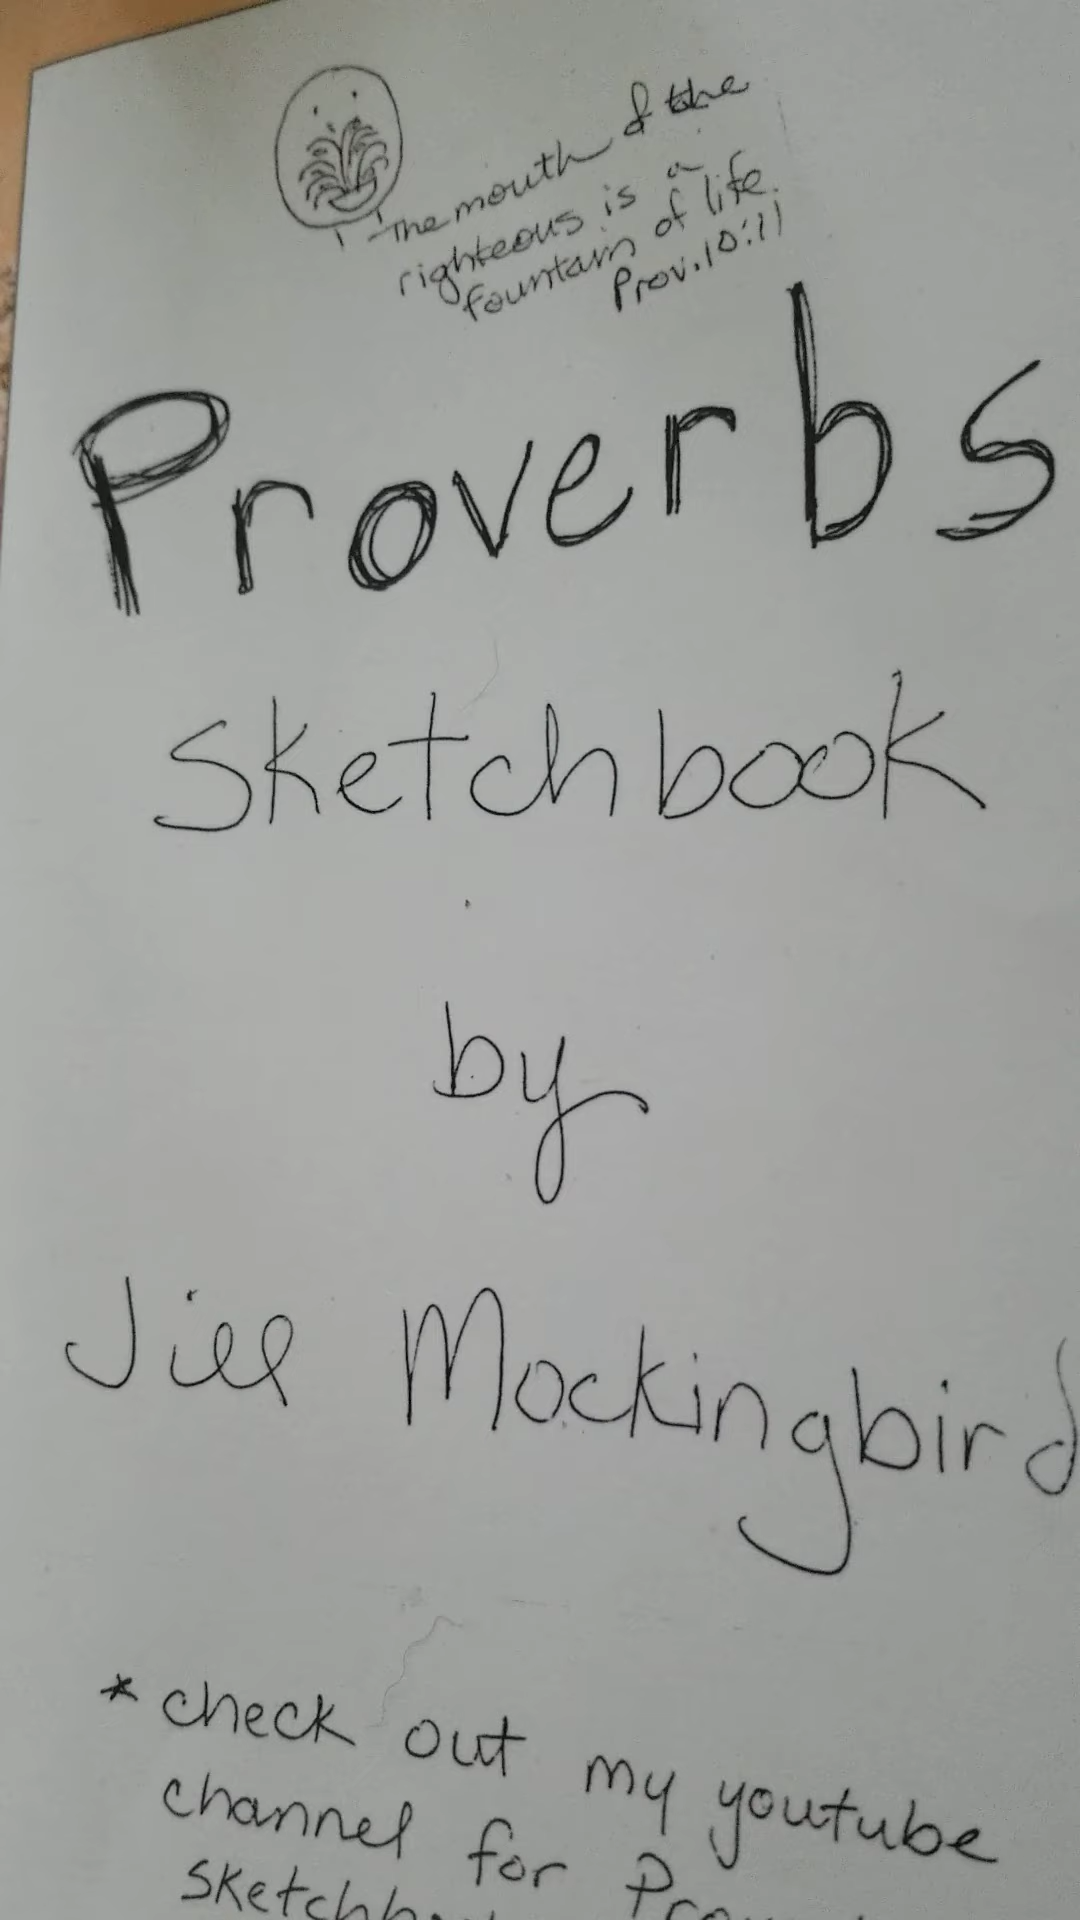 The mouth of the
righteous is a
fountain of life.
Prov. 10:11
Proverbs
Sketchbook
by
Jill Mockingbird
* check out my youtube
channel for